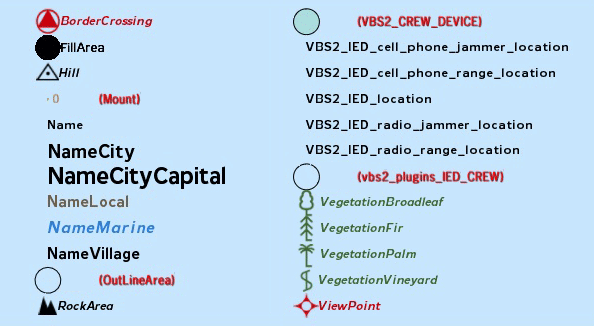 BorderCrossing
FillArea
Hill
· 0 (Mount)
Name
NameCity
NameCityCapital
NameLocal
NameMarine
NameVillage
(OutLineArea)
RockArea
(VBS2_CREW_DEVICE)
VBS2_IED_cell_phone_jammer_location
VBS2_IED_cell_phone_range_location
VBS2_IED_location
VBS2_IED_radio_jammer_location
VBS2_IED_radio_range_location
(vbs2_plugins_IED_CREW)
VegetationBroadleaf
VegetationFir
VegetationPalm
VegetationVineyard
ViewPoint